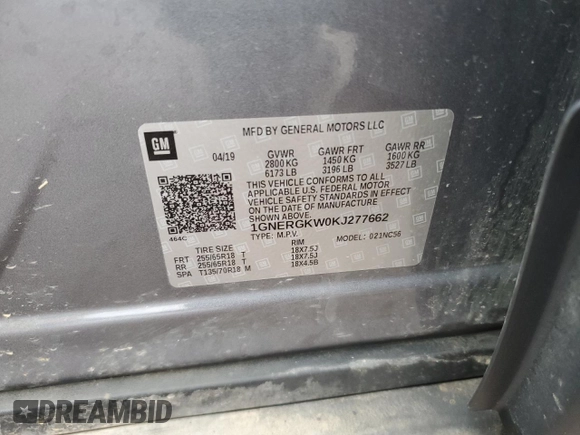 MFD BY GENERAL MOTORS LLC
GM
04/19 GVWR GAWR FRT GAWR RR
2800 KG 1450 KG 1600 KG
6173 LB 3196 LB 3527 LB
THIS VEHICLE CONFORMS TO ALL
APPLICABLE U.S. FEDERAL MOTOR
VEHICLE SAFETY STANDARDS IN EFFECT
ON THE DATE OF MANUFACTURE
SHOWN ABOVE.
1GNERGKW0KJ277662
464C TYPE: M.P.V. MODEL: 021NC56
TIRE SIZE RIM
FRT 255/65R18 T 18X7.5J
RR 255/65R18 T 18X7.5J
SPA T135/70R18 M 18X4.5B
DREAMBID